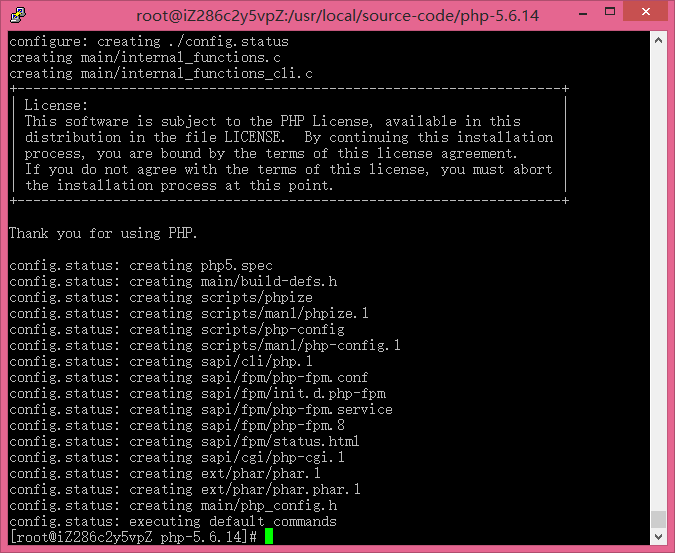 root@iZ286c2y5vpZ:/usr/local/source-code/php-5.6.14
configure: creating ./config.status
creating main/internal_functions.c
creating main/internal_functions_cli.c
+--------------------------------------------------------------------+
| License:                                                           |
| This software is subject to the PHP License, available in this     |
| distribution in the file LICENSE.  By continuing this installation |
| process, you are bound by the terms of this license agreement.     |
| If you do not agree with the terms of this license, you must abort |
| the installation process at this point.                            |
+--------------------------------------------------------------------+
Thank you for using PHP.
config.status: creating php5.spec
config.status: creating main/build-defs.h
config.status: creating scripts/phpize
config.status: creating scripts/man1/phpize.1
config.status: creating scripts/php-config
config.status: creating scripts/man1/php-config.1
config.status: creating sapi/cli/php.1
config.status: creating sapi/fpm/php-fpm.conf
config.status: creating sapi/fpm/init.d.php-fpm
config.status: creating sapi/fpm/php-fpm.service
config.status: creating sapi/fpm/php-fpm.8
config.status: creating sapi/fpm/status.html
config.status: creating sapi/cgi/php-cgi.1
config.status: creating ext/phar/phar.1
config.status: creating ext/phar/phar.phar.1
config.status: creating main/php_config.h
config.status: executing default commands
[root@iZ286c2y5vpZ php-5.6.14]#